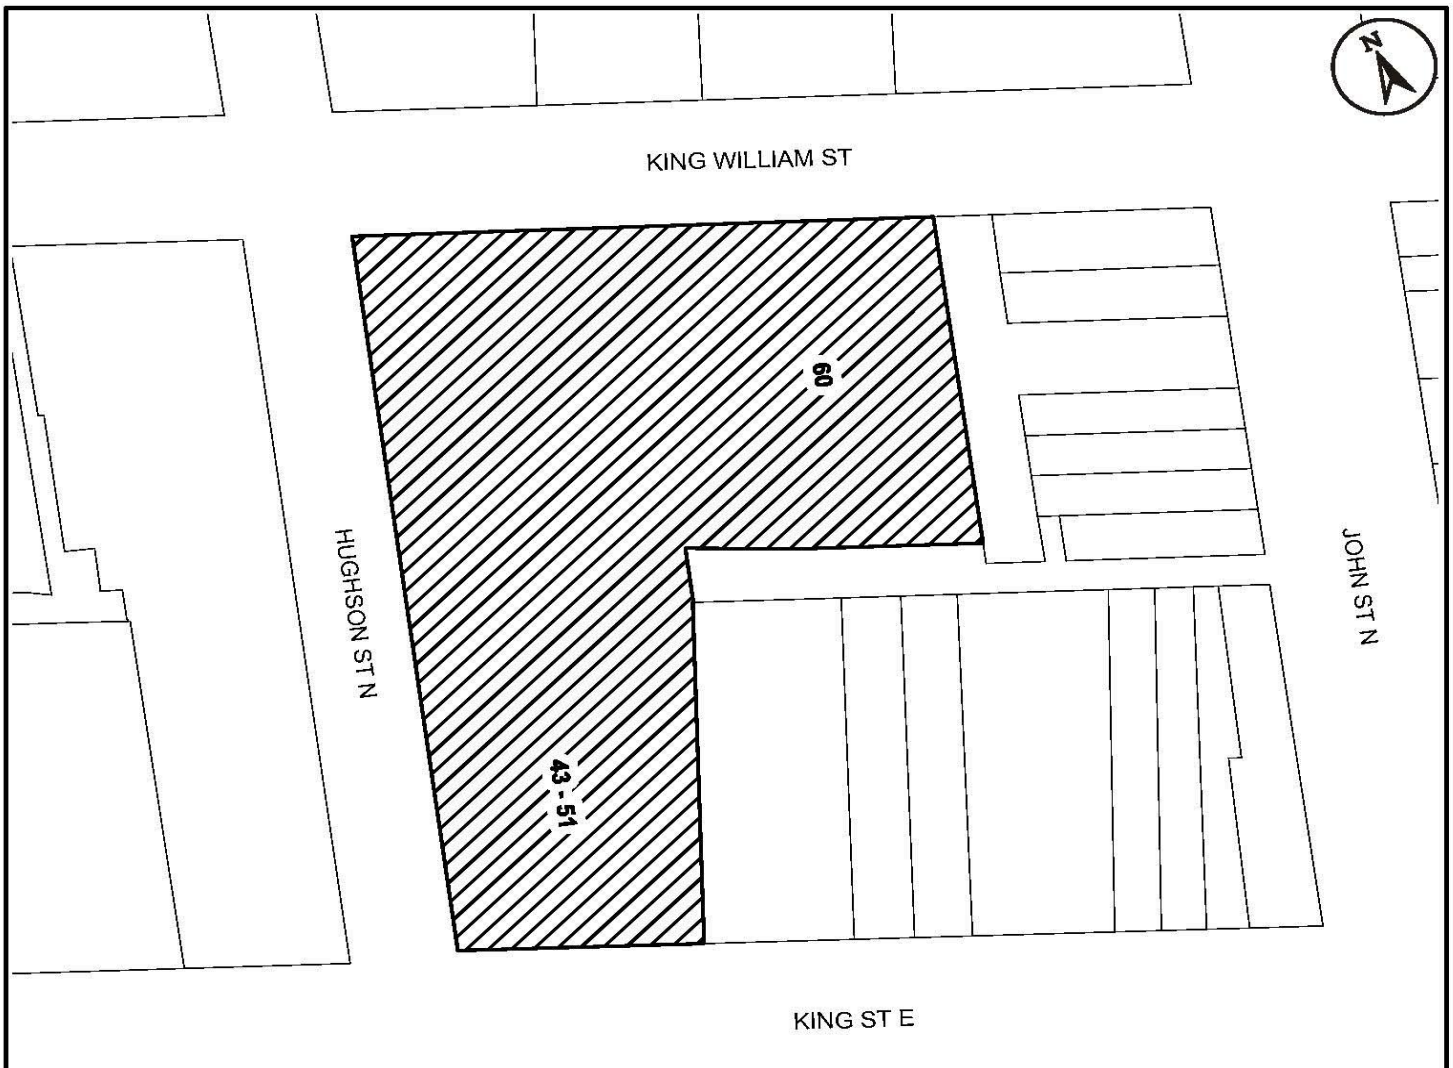 N
KING WILLIAM ST
60
HUGHSON ST N
JOHN ST N
43 - 51
KING ST E